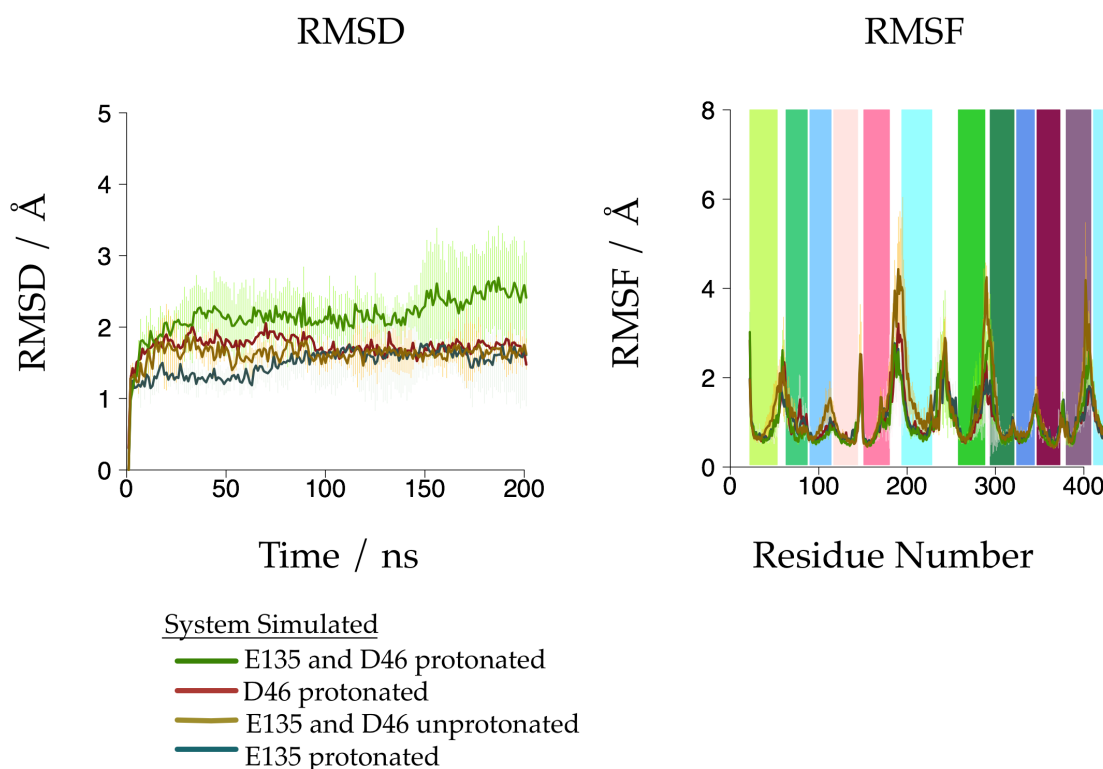 RMSD
RMSF
5
4
3
2
1
0
0
50
100
150
200
RMSD / Å
Time / ns
8
6
4
2
0
0
100
200
300
400
RMSF / Å
Residue Number
System Simulated
E135 and D46 protonated
D46 protonated
E135 and D46 unprotonated
E135 protonated